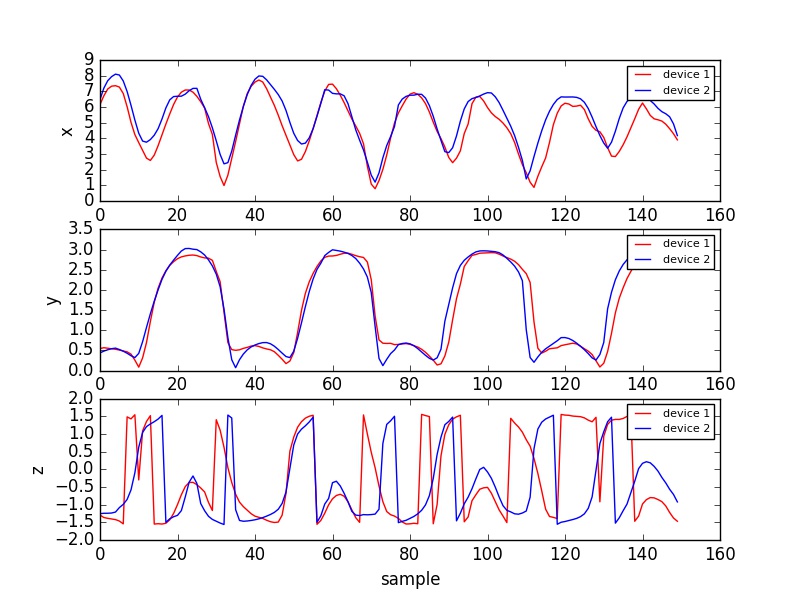 9
8
7
6
5
4
3
2
1
0
x
device 1
device 2
0 20 40 60 80 100 120 140 160
3.5
3.0
2.5
2.0
1.5
1.0
0.5
0.0
y
device 1
device 2
0 20 40 60 80 100 120 140 160
2.0
1.5
1.0
0.5
0.0
−0.5
−1.0
−1.5
−2.0
z
device 1
device 2
0 20 40 60 80 100 120 140 160
sample